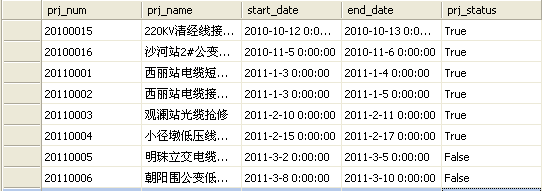 prj_num prj_name start_date end_date prj_status
20100015 220KV清经线接... 2010-10-12 0:0... 2010-10-13 0:0... True
20100016 沙河站2#公变... 2010-11-5 0:00:00 2010-11-6 0:00:00 True
20110001 西丽站电缆短... 2011-1-3 0:00:00 2011-1-4 0:00:00 True
20110002 西丽站电缆接... 2011-1-3 0:00:00 2011-1-5 0:00:00 True
20110003 观澜站光缆抢修 2011-2-10 0:00:00 2011-2-11 0:00:00 True
20110004 小径墩低压线... 2011-2-15 0:00:00 2011-2-17 0:00:00 True
20110005 明珠立交电缆... 2011-3-2 0:00:00 2011-3-5 0:00:00 False
20110006 朝阳围公变低... 2011-3-8 0:00:00 2011-3-10 0:00:00 False